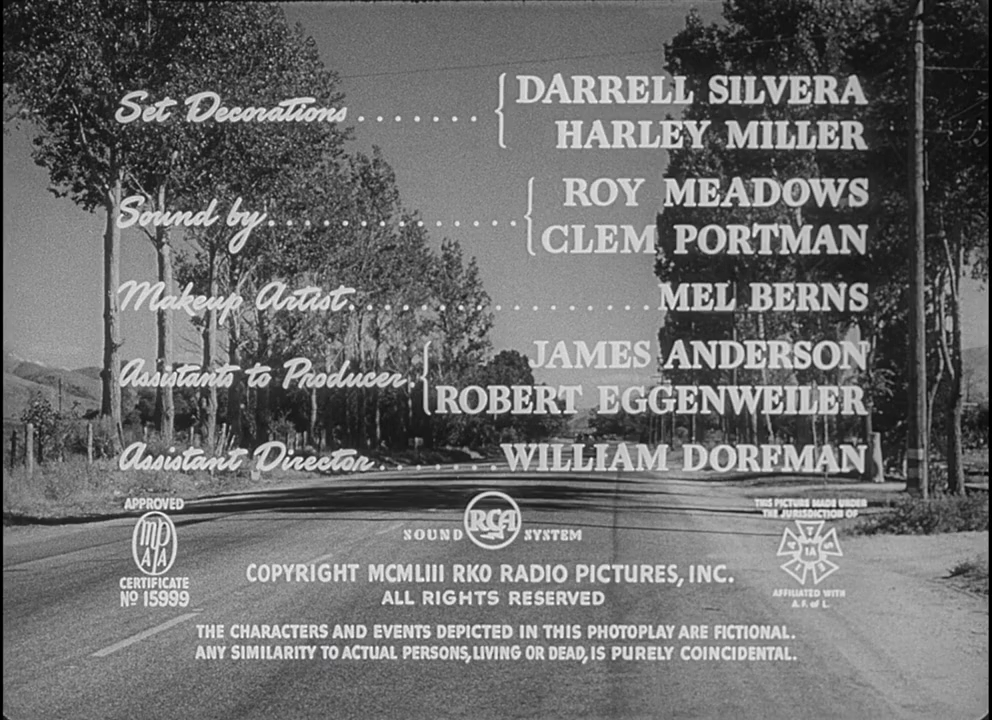 Set Decorations . . . . . . . { DARRELL SILVERA
HARLEY MILLER
Sound by. . . . . . . . . . . . . . { ROY MEADOWS
CLEM PORTMAN
Makeup Artist. . . . . . . . . . . . . . . . MEL BERNS
Assistants to Producer. { JAMES ANDERSON
ROBERT EGGENWEILER
Assistant Director. . . . . . . . WILLIAM DORFMAN
APPROVED
MPAA
CERTIFICATE
No 15999
SOUND RCA SYSTEM
THIS PICTURE MADE UNDER
THE JURISDICTION OF
IATSE
AFFILIATED WITH
A.F. of L.
COPYRIGHT MCMLIII RKO RADIO PICTURES, INC.
ALL RIGHTS RESERVED
THE CHARACTERS AND EVENTS DEPICTED IN THIS PHOTOPLAY ARE FICTIONAL.
ANY SIMILARITY TO ACTUAL PERSONS, LIVING OR DEAD, IS PURELY COINCIDENTAL.